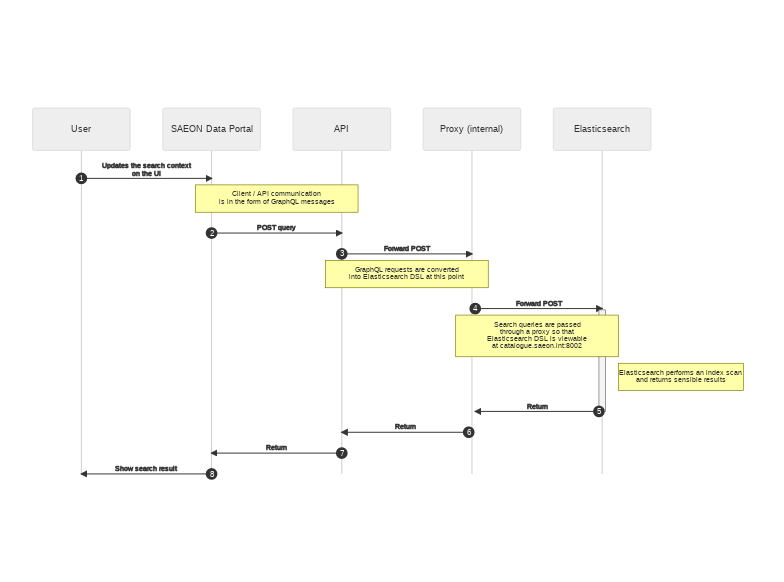 User
SAEON Data Portal
API
Proxy (internal)
Elasticsearch
1
Updates the search context
on the UI
Client / API communication
is in the form of GraphQL messages
2
POST query
3
Forward POST
GraphQL requests are converted
into Elasticsearch DSL at this point
4
Forward POST
Search queries are passed
through a proxy so that
Elasticsearch DSL is viewable
at catalogue.saeon.int:8002
Elasticsearch performs an index scan
and returns sensible results
Return
5
Return
6
Return
7
Show search result
8